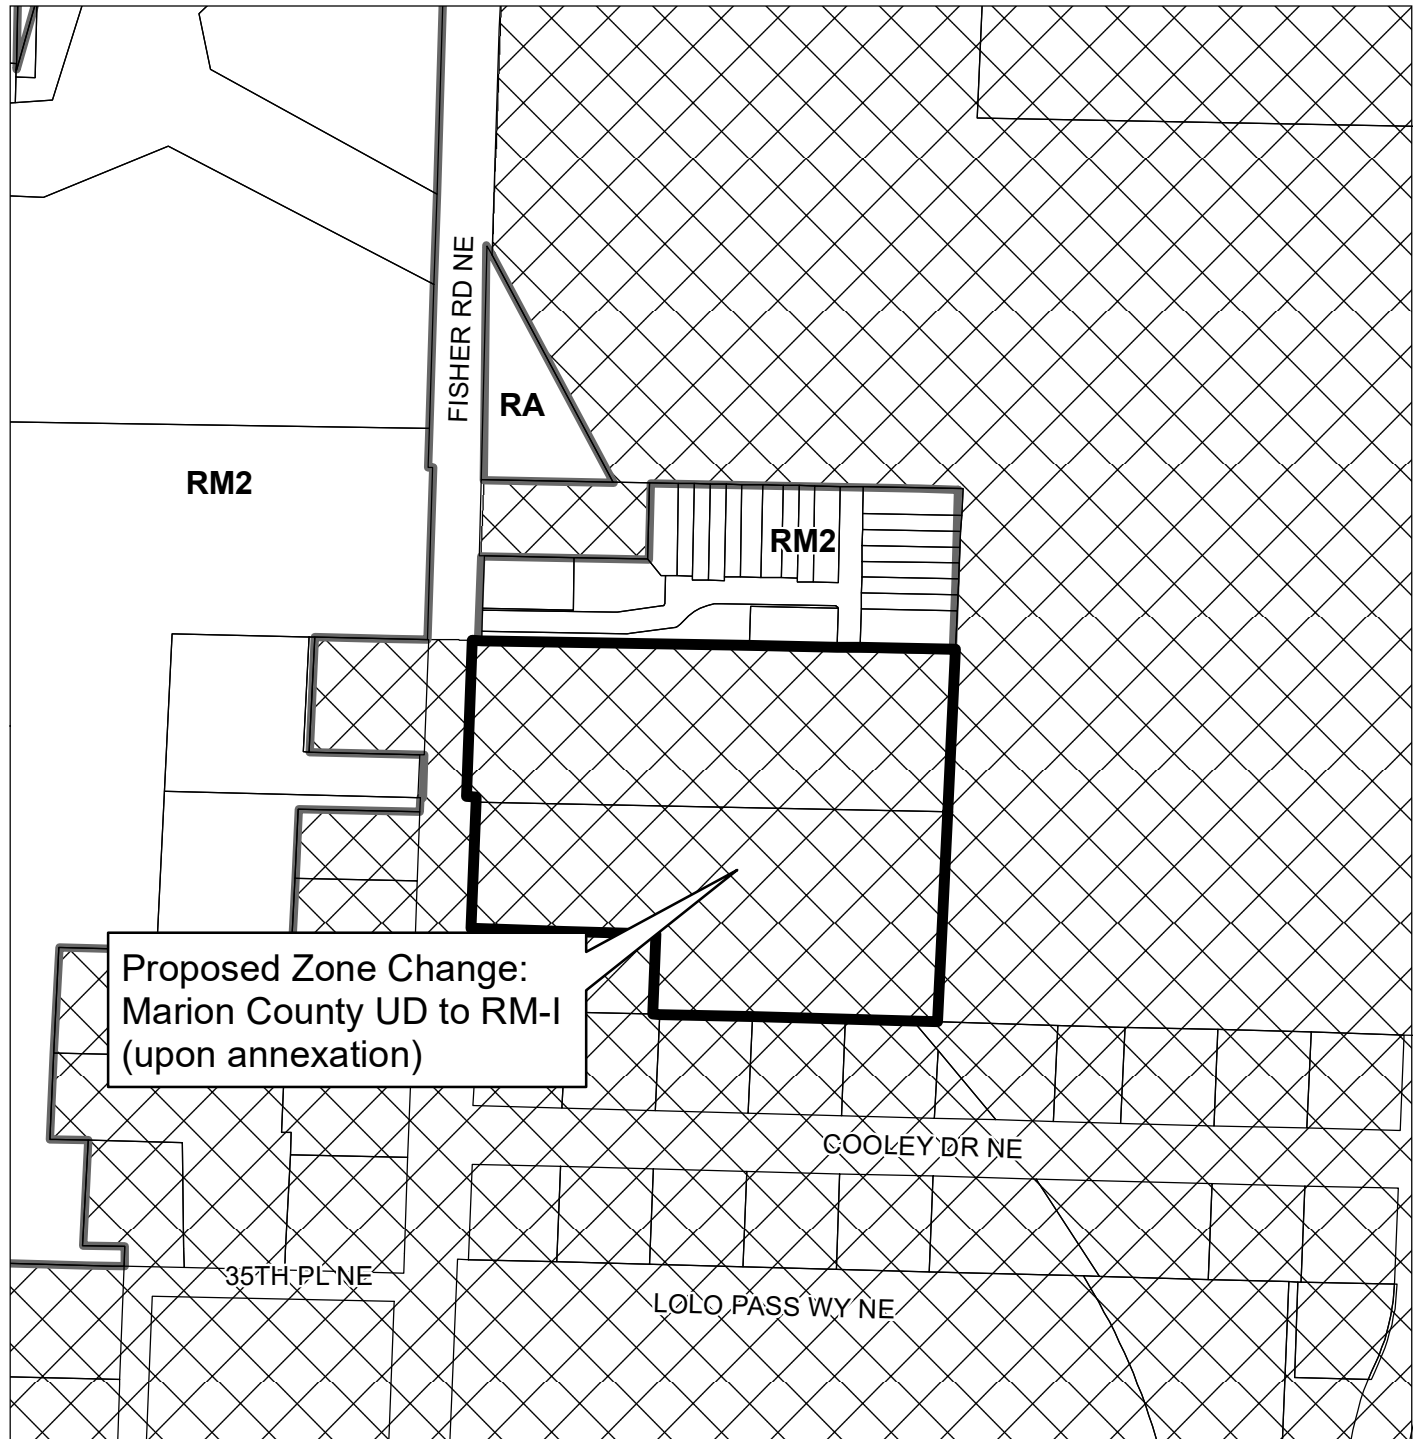 FISHER RD NE
RA
RM2
RM2
Proposed Zone Change:
Marion County UD to RM-I
(upon annexation)
COOLEY DR NE
35TH PL NE
LOLO PASS WY NE